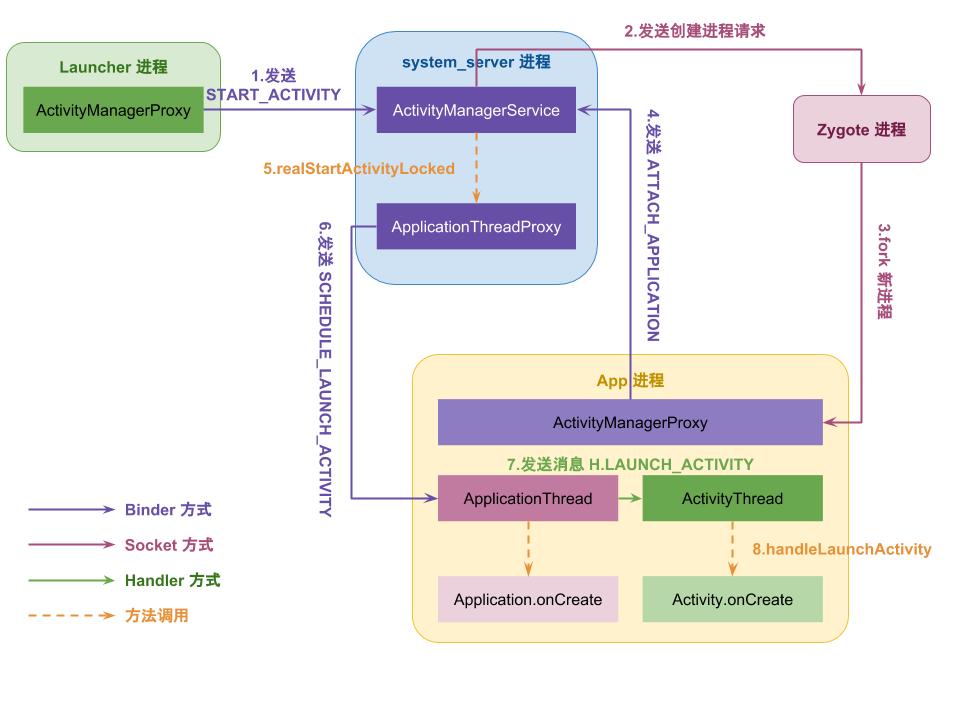 2.发送创建进程请求
Launcher 进程
system_server 进程
1.发送
START_ACTIVITY
ActivityManagerProxy
ActivityManagerService
Zygote 进程
4.发送 ATTACH_APPLICATION
5.realStartActivityLocked
ApplicationThreadProxy
6.发送 SCHEDULE_LAUNCH_ACTIVITY
3.fork 新进程
App 进程
ActivityManagerProxy
7.发送消息 H.LAUNCH_ACTIVITY
ApplicationThread
ActivityThread
8.handleLaunchActivity
Application.onCreate
Activity.onCreate
Binder 方式
Socket 方式
Handler 方式
方法调用